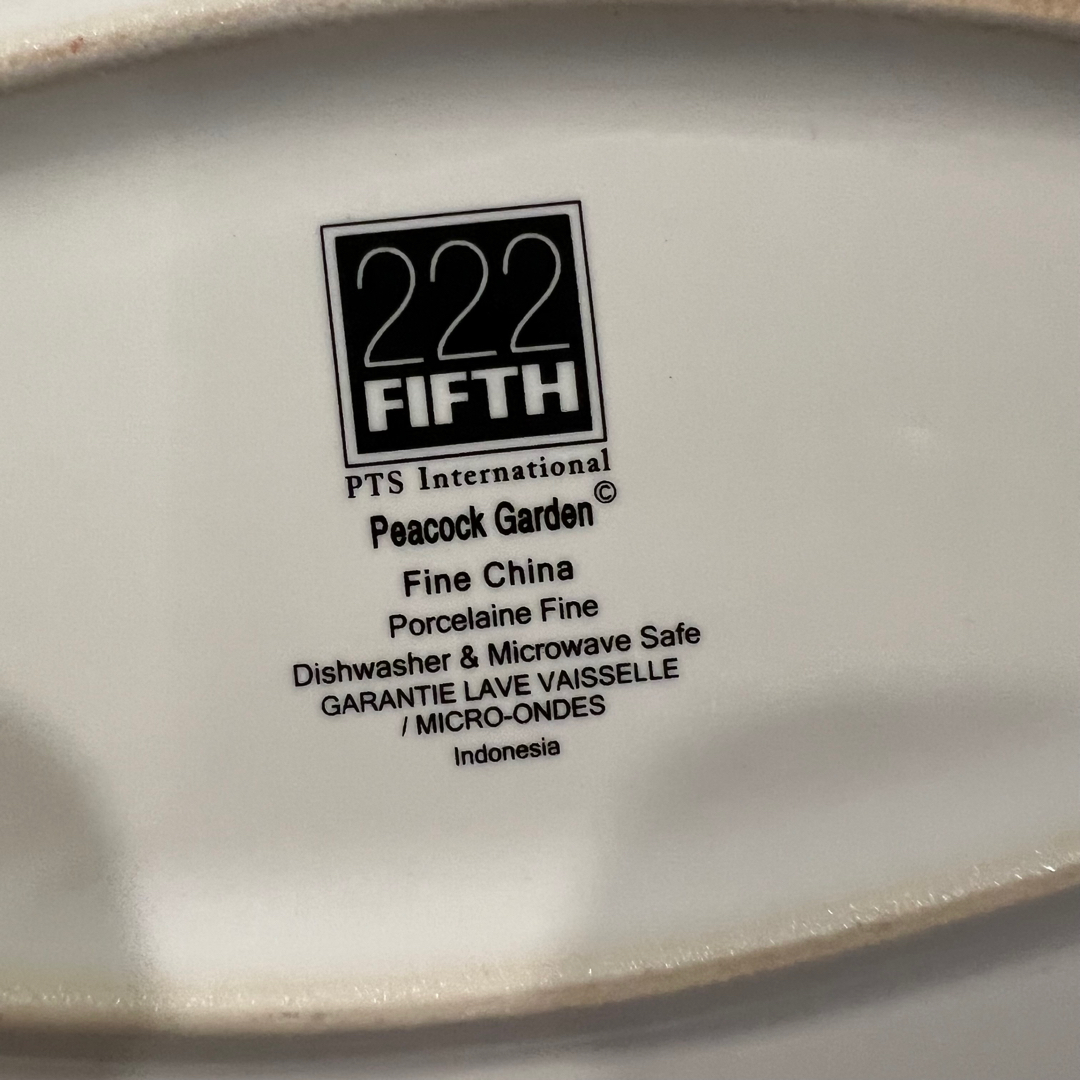 222
FIFTH
PTS International
Peacock Garden©
Fine China
Porcelaine Fine
Dishwasher & Microwave Safe
GARANTIE LAVE VAISSELLE
/ MICRO-ONDES
Indonesia